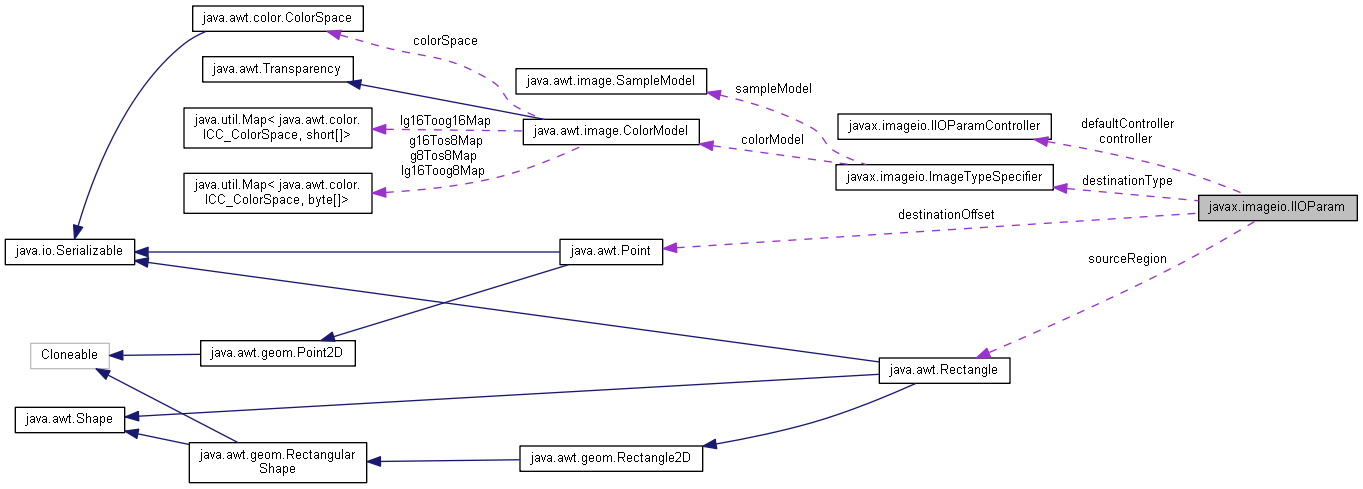 java.awt.color.ColorSpace
colorSpace
java.awt.Transparency
java.awt.image.SampleModel
sampleModel
java.util.Map< java.awt.color.
ICC_ColorSpace, short[]>
lg16Toog16Map
java.awt.image.ColorModel
javax.imageio.IIOParamController
defaultController
controller
g16Tos8Map
g8Tos8Map
lg16Toog8Map
colorModel
javax.imageio.ImageTypeSpecifier
destinationType
java.util.Map< java.awt.color.
ICC_ColorSpace, byte[]>
javax.imageio.IIOParam
destinationOffset
java.io.Serializable
java.awt.Point
sourceRegion
Cloneable
java.awt.geom.Point2D
java.awt.Rectangle
java.awt.Shape
java.awt.geom.Rectangular
Shape
java.awt.geom.Rectangle2D